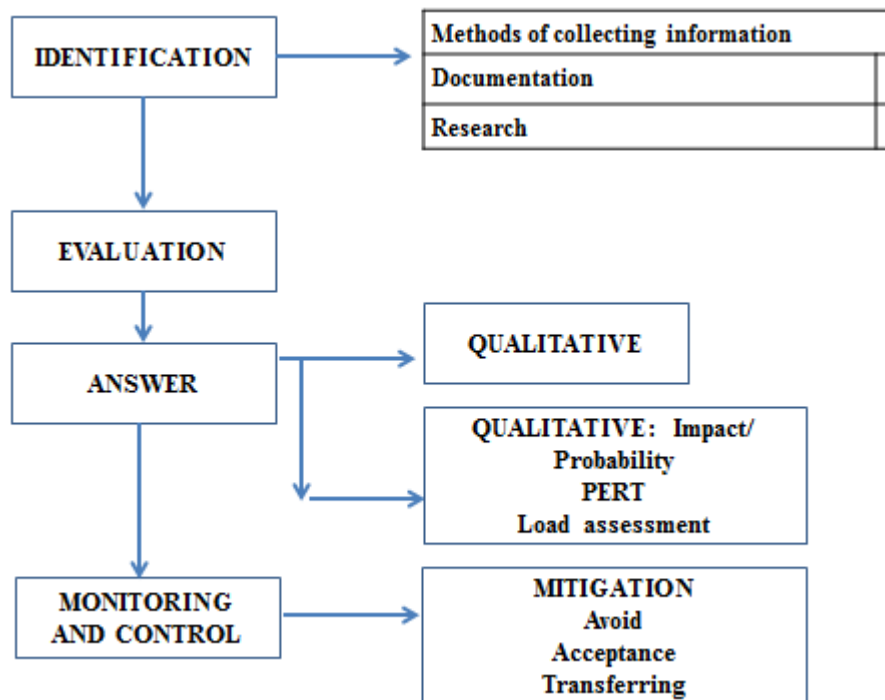 IDENTIFICATION
Methods of collecting information
Documentation
Research
EVALUATION
ANSWER
QUALITATIVE
QUALITATIVE: Impact/
Probability
PERT
Load assessment
MONITORING
AND CONTROL
MITIGATION
Avoid
Acceptance
Transferring